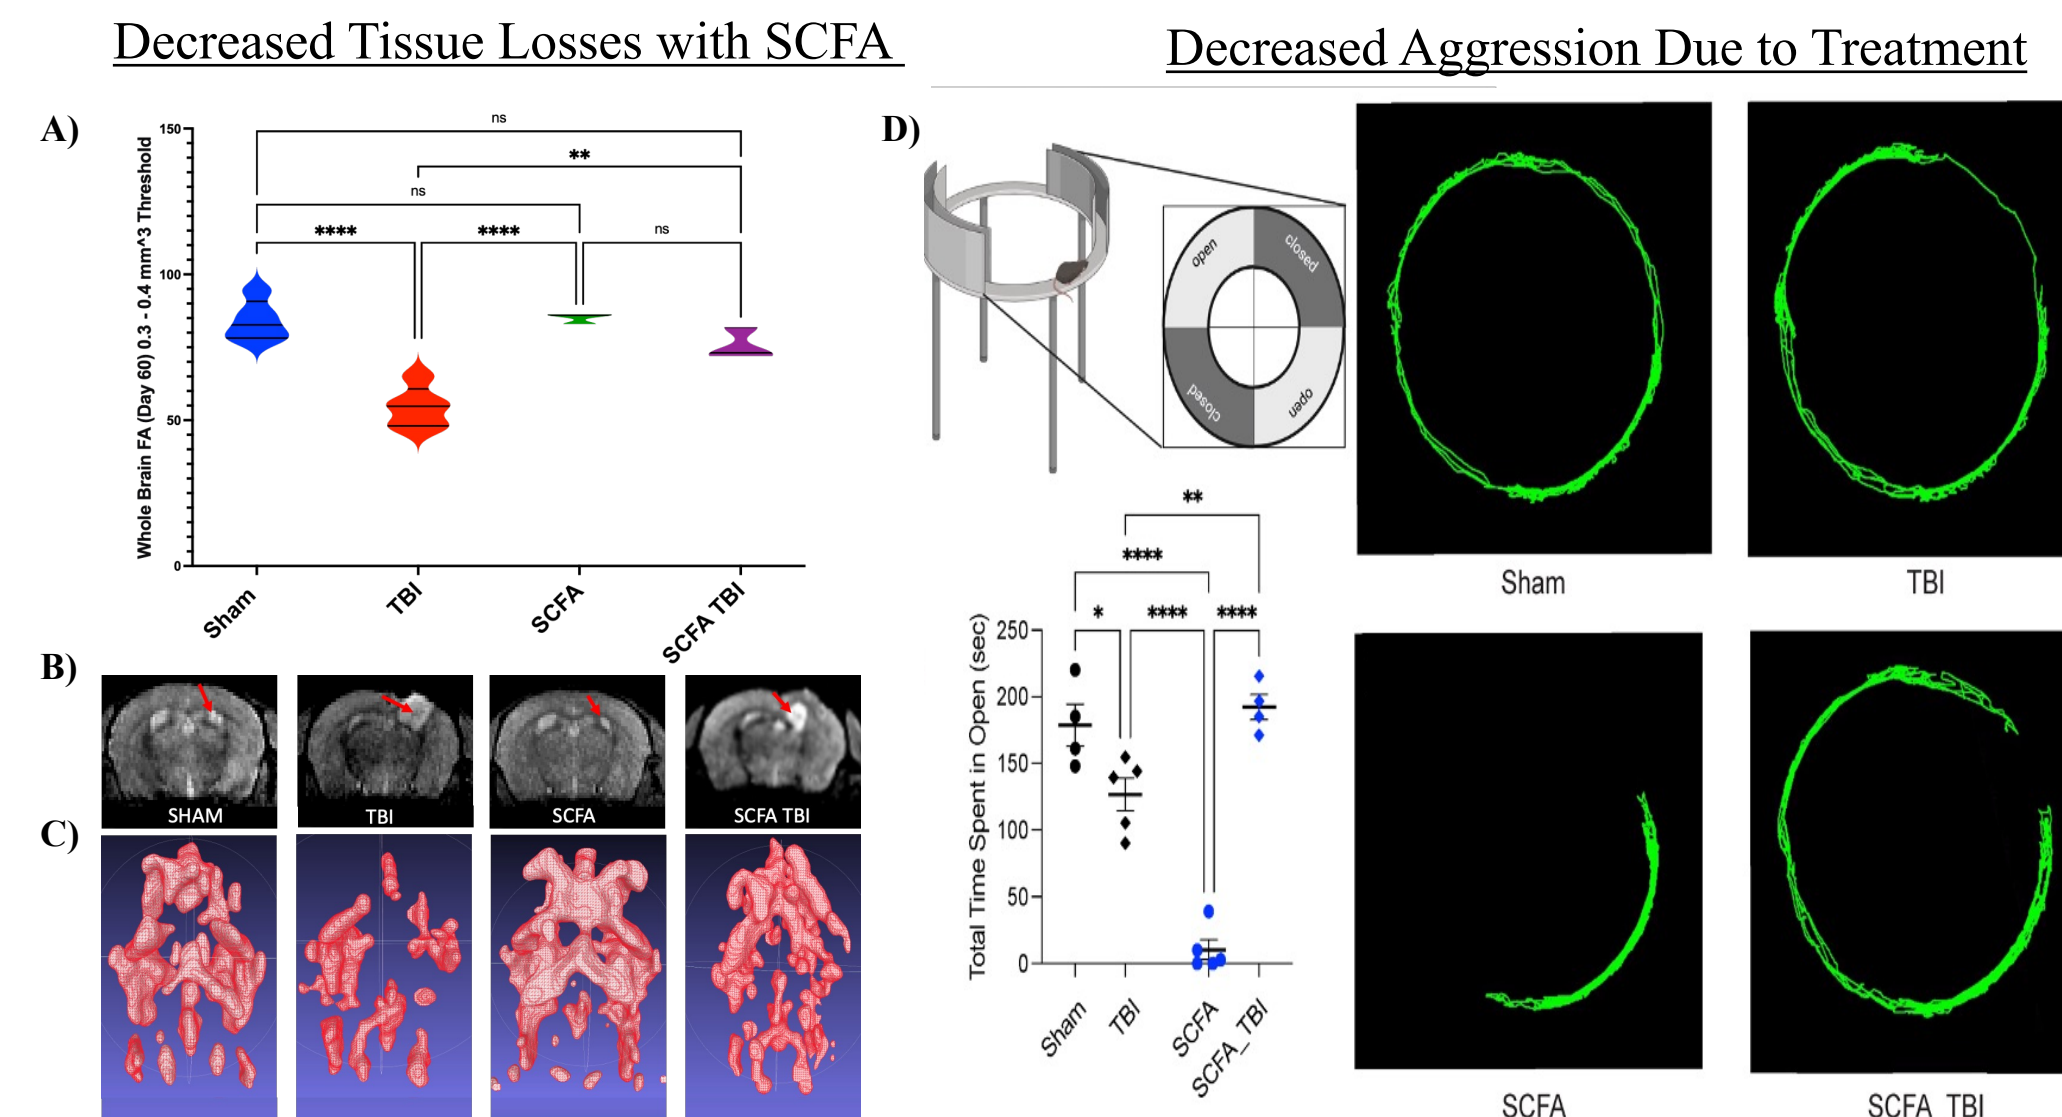 Decreased Tissue Losses with SCFA
Decreased Aggression Due to Treatment
A)
Whole Brain FA (Day 60) 0.3 - 0.4 mm^3 Threshold
150
100
50
0
ns
**
ns
****
****
ns
Sham
TBI
SCFA
SCFA TBI
B)
SHAM
TBI
SCFA
SCFA TBI
C)
D)
open
closed
closed
open
**
****
*
****
****
Total Time Spent in Open (sec)
250
200
150
100
50
0
Sham
TBI
SCFA
SCFA_TBI
Sham
TBI
SCFA
SCFA_TBI